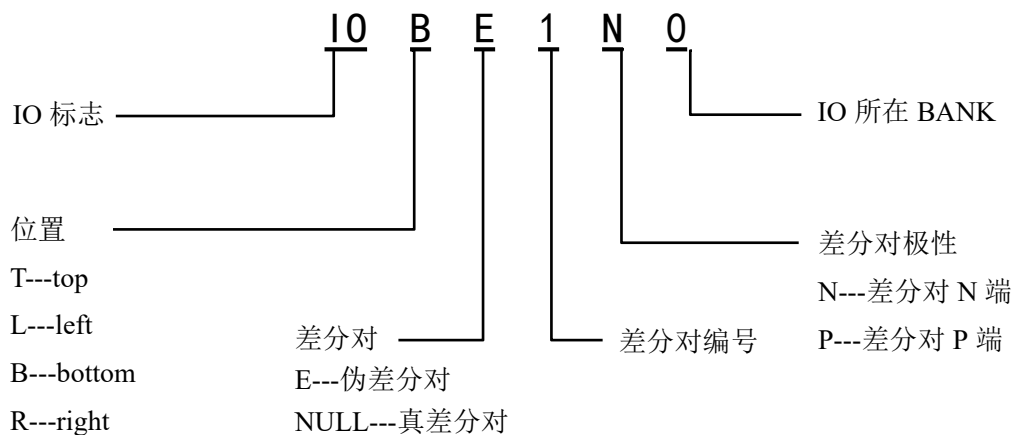 IO B E 1 N 0
IO 标志
IO 所在 BANK
位置
T---top
L---left
B---bottom
R---right
差分对
E---伪差分对
NULL---真差分对
差分对编号
差分对极性
N---差分对 N 端
P---差分对 P 端